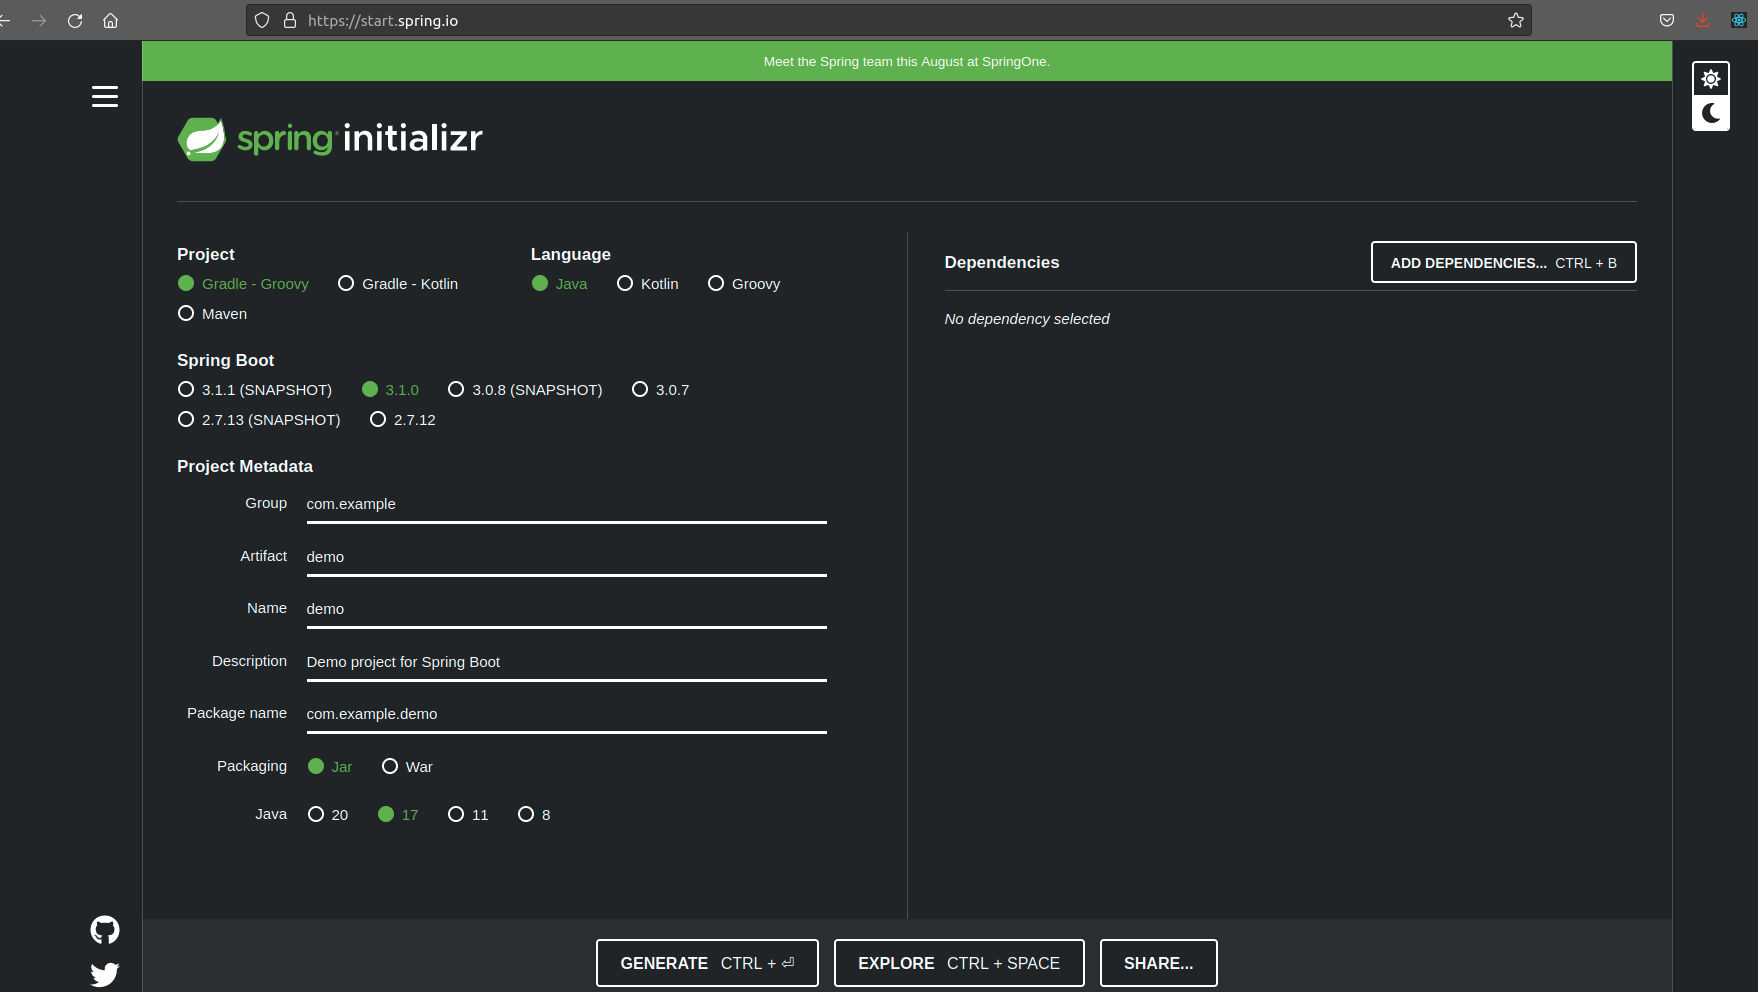 https://start.spring.io
Meet the Spring team this August at SpringOne.
spring initializr
Project
Gradle - Groovy
Gradle - Kotlin
Maven
Language
Java
Kotlin
Groovy
Spring Boot
3.1.1 (SNAPSHOT)
3.1.0
3.0.8 (SNAPSHOT)
3.0.7
2.7.13 (SNAPSHOT)
2.7.12
Project Metadata
Group com.example
Artifact demo
Name demo
Description Demo project for Spring Boot
Package name com.example.demo
Packaging Jar War
Java 20 17 11 8
Dependencies
ADD DEPENDENCIES... CTRL + B
No dependency selected
GENERATE CTRL + ⏎
EXPLORE CTRL + SPACE
SHARE...